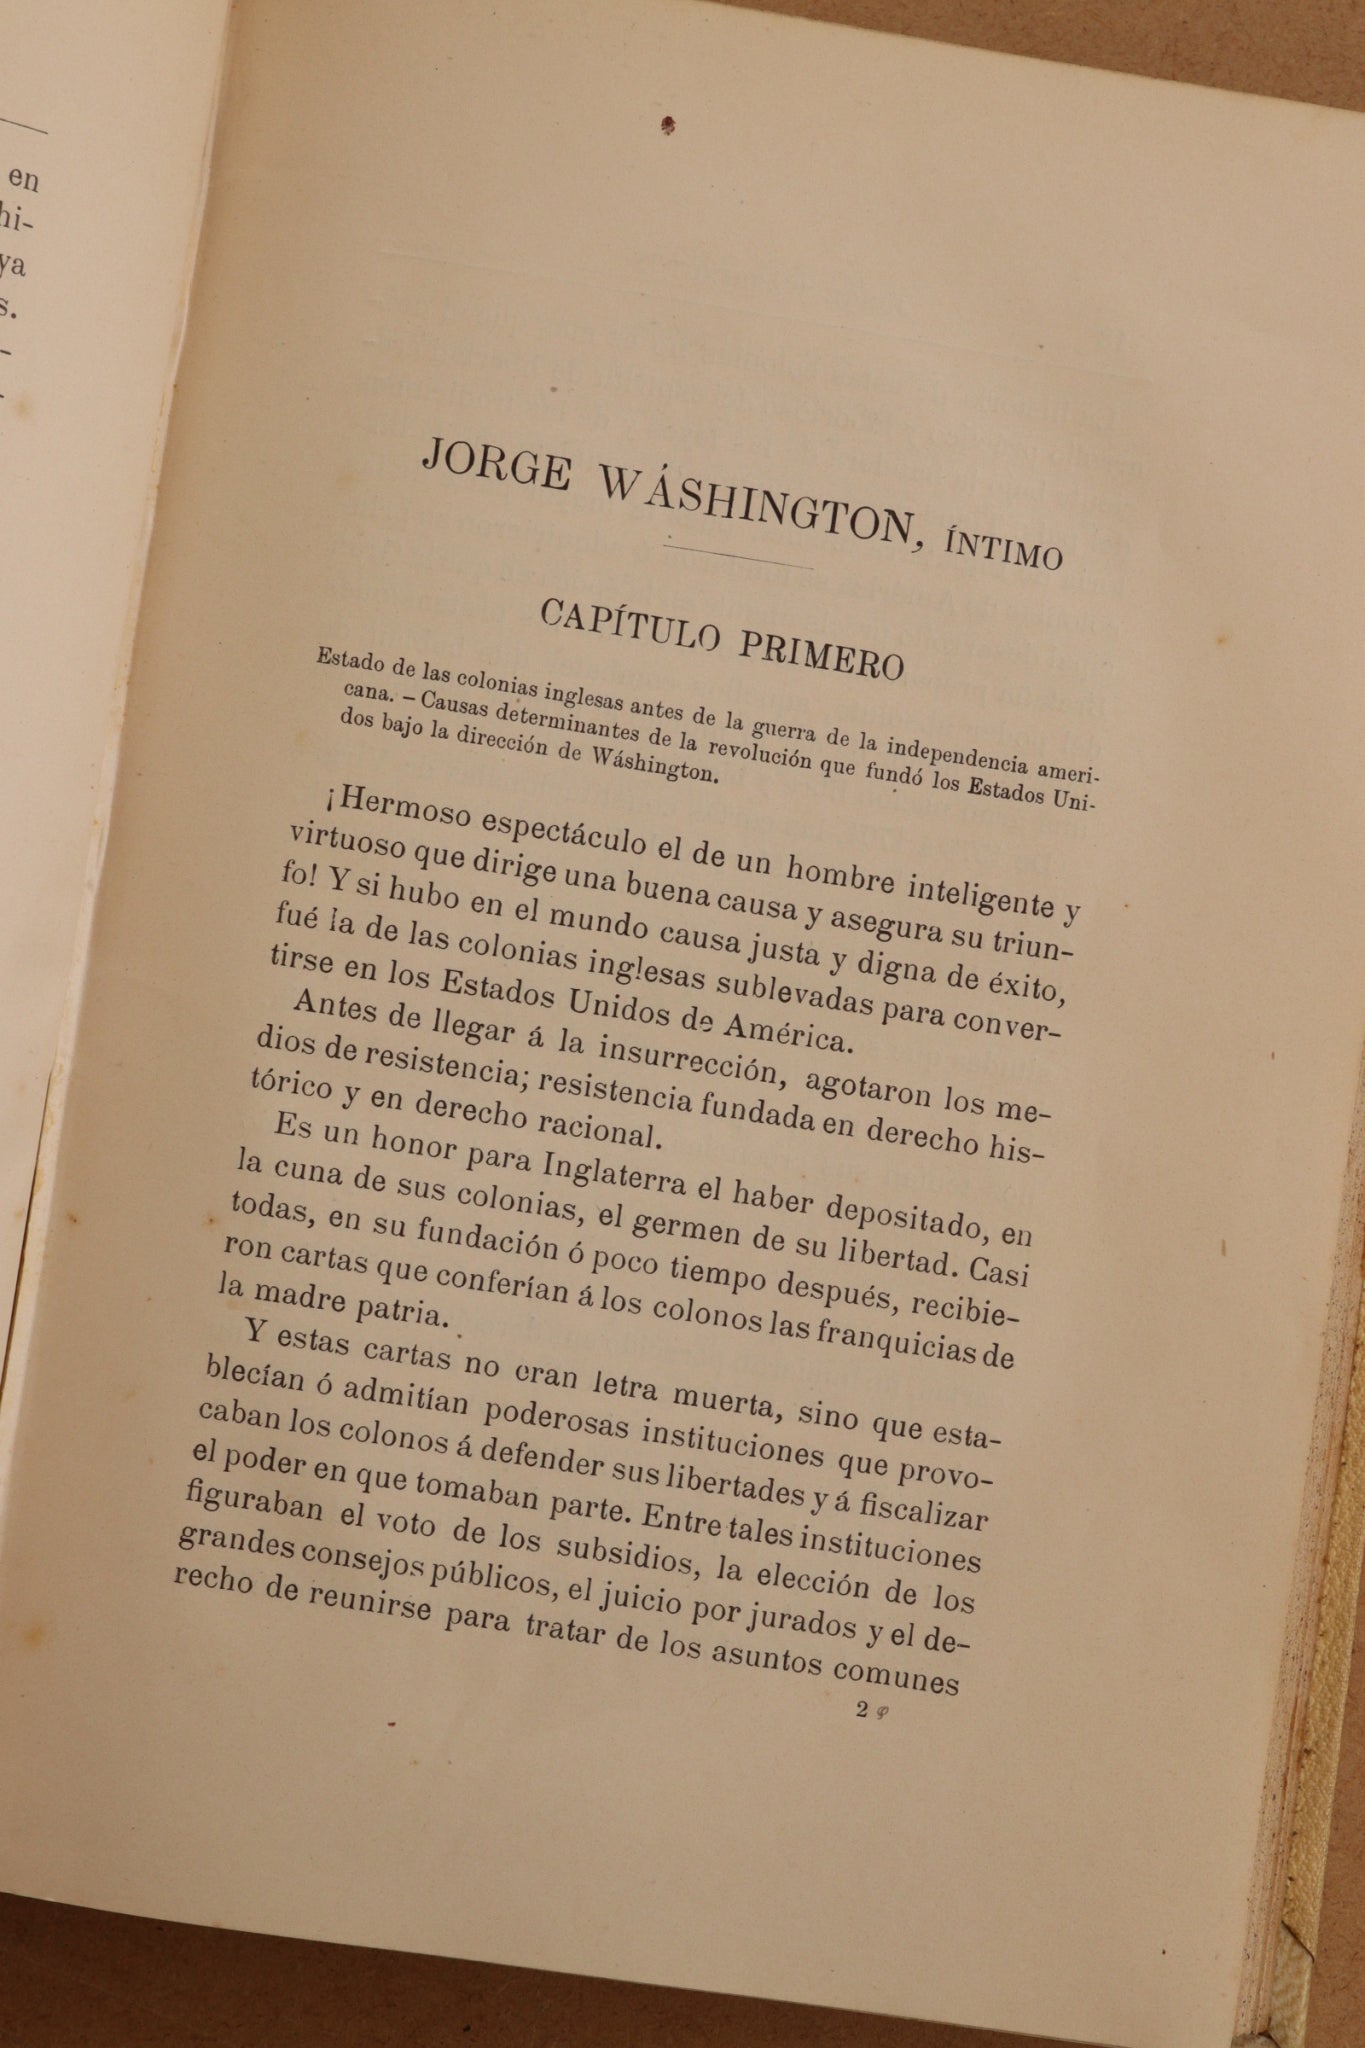 en
hi-
ya
s.
-
-
JORGE WÁSHINGTON, ÍNTIMO
CAPÍTULO PRIMERO
Estado de las colonias inglesas antes de la guerra de la independencia ameri-
cana. – Causas determinantes de la revolución que fundó los Estados Uni-
dos bajo la dirección de Wáshington.
¡Hermoso espectáculo el de un hombre inteligente y
virtuoso que dirige una buena causa y asegura su triun-
fo! Y si hubo en el mundo causa justa y digna de éxito,
fué la de las colonias inglesas sublevadas para conver-
tirse en los Estados Unidos de América.
Antes de llegar á la insurrección, agotaron los me-
dios de resistencia; resistencia fundada en derecho his-
tórico y en derecho racional.
Es un honor para Inglaterra el haber depositado, en
la cuna de sus colonias, el germen de su libertad. Casi
todas, en su fundación ó poco tiempo después, recibie-
ron cartas que conferían á los colonos las franquicias de
la madre patria.
Y estas cartas no eran letra muerta, sino que esta-
blecían ó admitían poderosas instituciones que provo-
caban los colonos á defender sus libertades y á fiscalizar
el poder en que tomaban parte. Entre tales instituciones
figuraban el voto de los subsidios, la elección de los
grandes consejos públicos, el juicio por jurados y el de-
recho de reunirse para tratar de los asuntos comunes
2